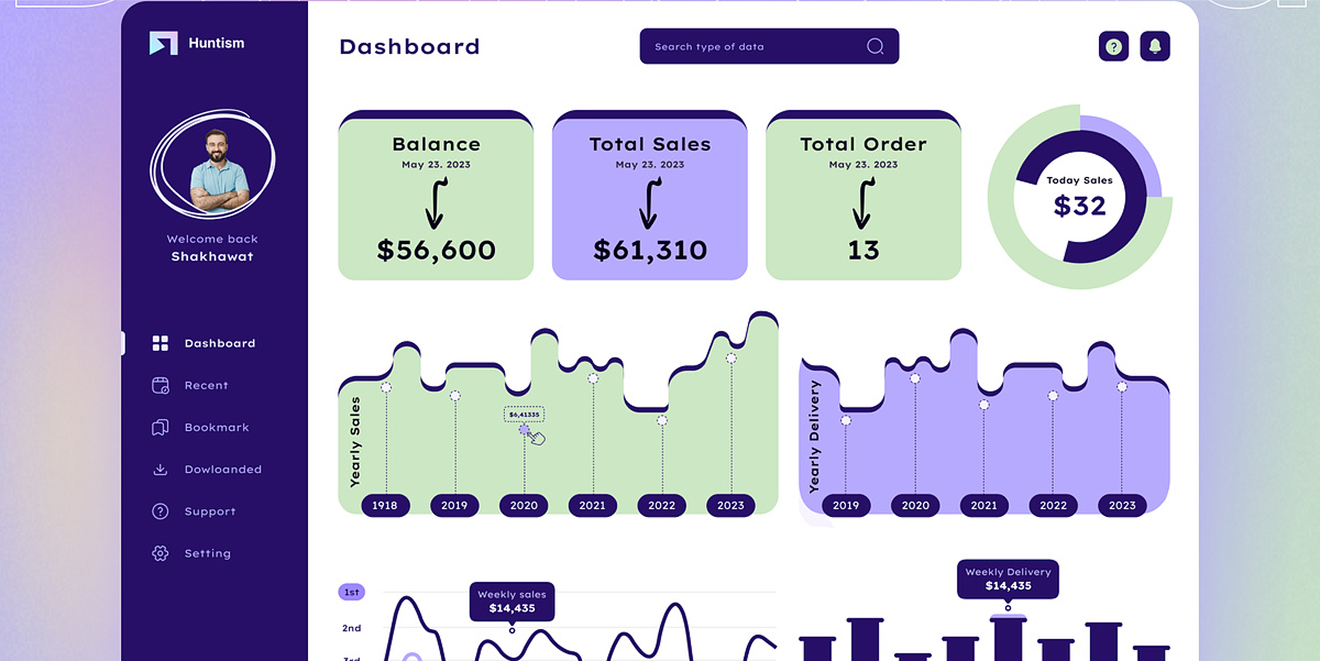 Huntism
Dashboard
Search type of data
Welcome back
Shakhawat
Dashboard
Recent
Bookmark
Dowloanded
Support
Setting
Balance
May 23. 2023
$56,600
Total Sales
May 23. 2023
$61,310
Total Order
May 23. 2023
13
Today Sales
$32
Yearly Sales
$6,41335
1918
2019
2020
2021
2022
2023
Yearly Delivery
2019
2020
2021
2022
2023
1st
2nd
3rd
Weekly sales
$14,435
Weekly Delivery
$14,435